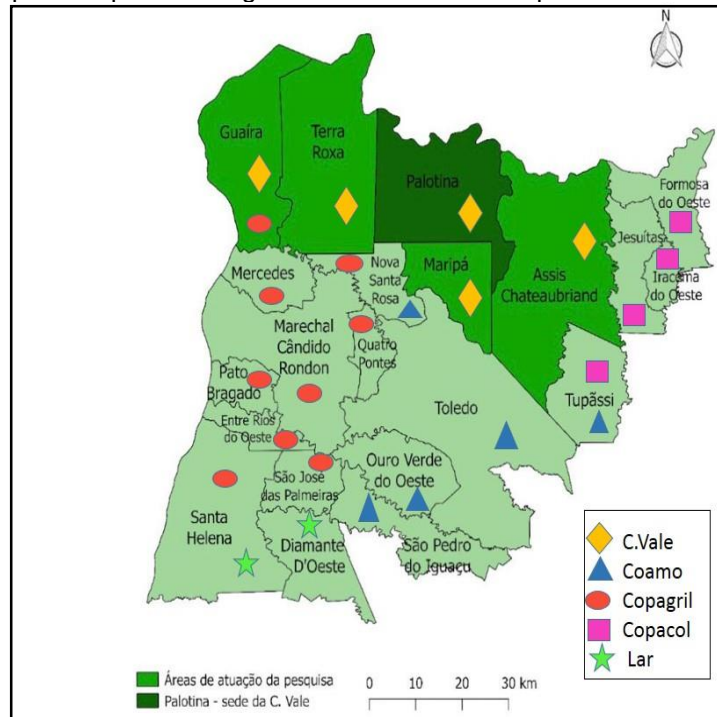 N
Guaíra
Terra
Roxa
Palotina
Formosa
do Oeste
Jesuítas
Iracema
do Oeste
Assis
Chateaubriand
Maripá
Nova
Santa
Rosa
Mercedes
Marechal
Cândido
Rondon
Quatro
Pontes
Pato
Bragado
Toledo
Tupãssi
Entre Rios
do Oeste
Ouro Verde
do Oeste
São José
das Palmeiras
Santa
Helena
Diamante
D'Oeste
São Pedro
do Iguaçu
C.Vale
Coamo
Copagril
Copacol
Lar
Áreas de atuação da pesquisa
Palotina - sede da C. Vale
0 10 20 30 km